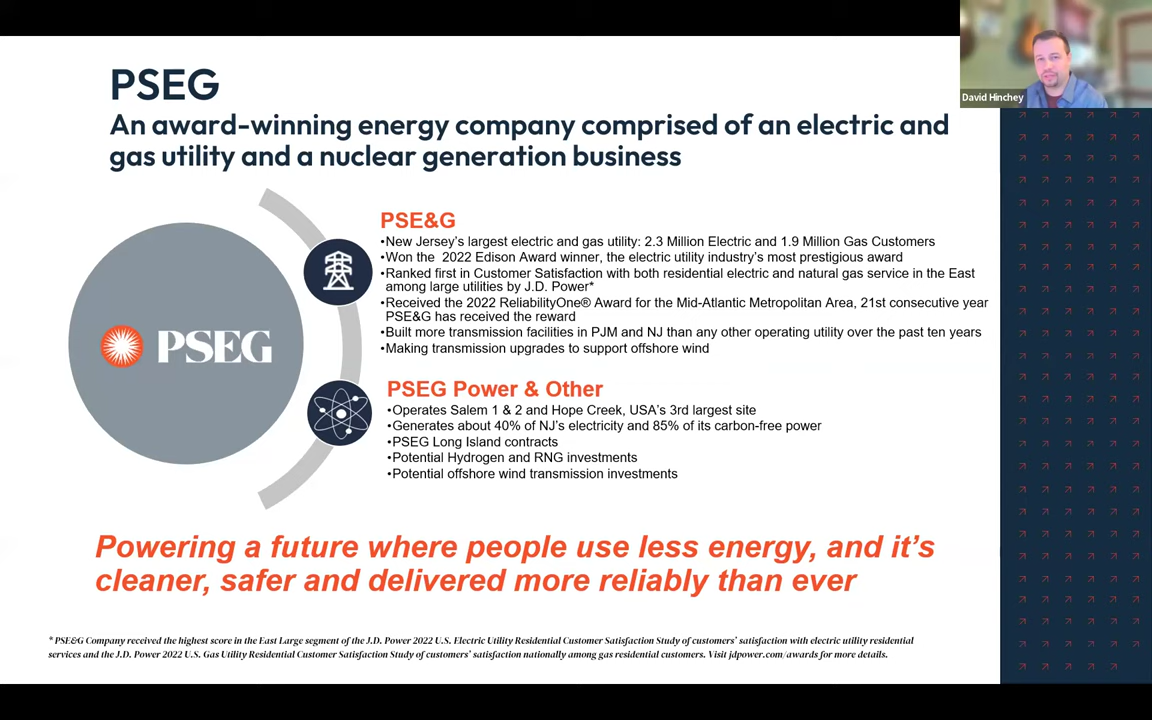 PSEG
An award-winning energy company comprised of an electric and
gas utility and a nuclear generation business
David Hinchey
PSEG
PSE&G
•New Jersey's largest electric and gas utility: 2.3 Million Electric and 1.9 Million Gas Customers
•Won the  2022 Edison Award winner, the electric utility industry's most prestigious award
•Ranked first in Customer Satisfaction with both residential electric and natural gas service in the East
among large utilities by J.D. Power*
•Received the 2022 ReliabilityOne® Award for the Mid-Atlantic Metropolitan Area, 21st consecutive year
PSE&G has received the reward
•Built more transmission facilities in PJM and NJ than any other operating utility over the past ten years
•Making transmission upgrades to support offshore wind
PSEG Power & Other
•Operates Salem 1 & 2 and Hope Creek, USA's 3rd largest site
•Generates about 40% of NJ's electricity and 85% of its carbon-free power
•PSEG Long Island contracts
•Potential Hydrogen and RNG investments
•Potential offshore wind transmission investments
Powering a future where people use less energy, and it's
cleaner, safer and delivered more reliably than ever
* PSE&G Company received the highest score in the East Large segment of the J.D. Power 2022 U.S. Electric Utility Residential Customer Satisfaction Study of customers' satisfaction with electric utility residential
services and the J.D. Power 2022 U.S. Gas Utility Residential Customer Satisfaction Study of customers' satisfaction nationally among gas residential customers. Visit jdpower.com/awards for more details.